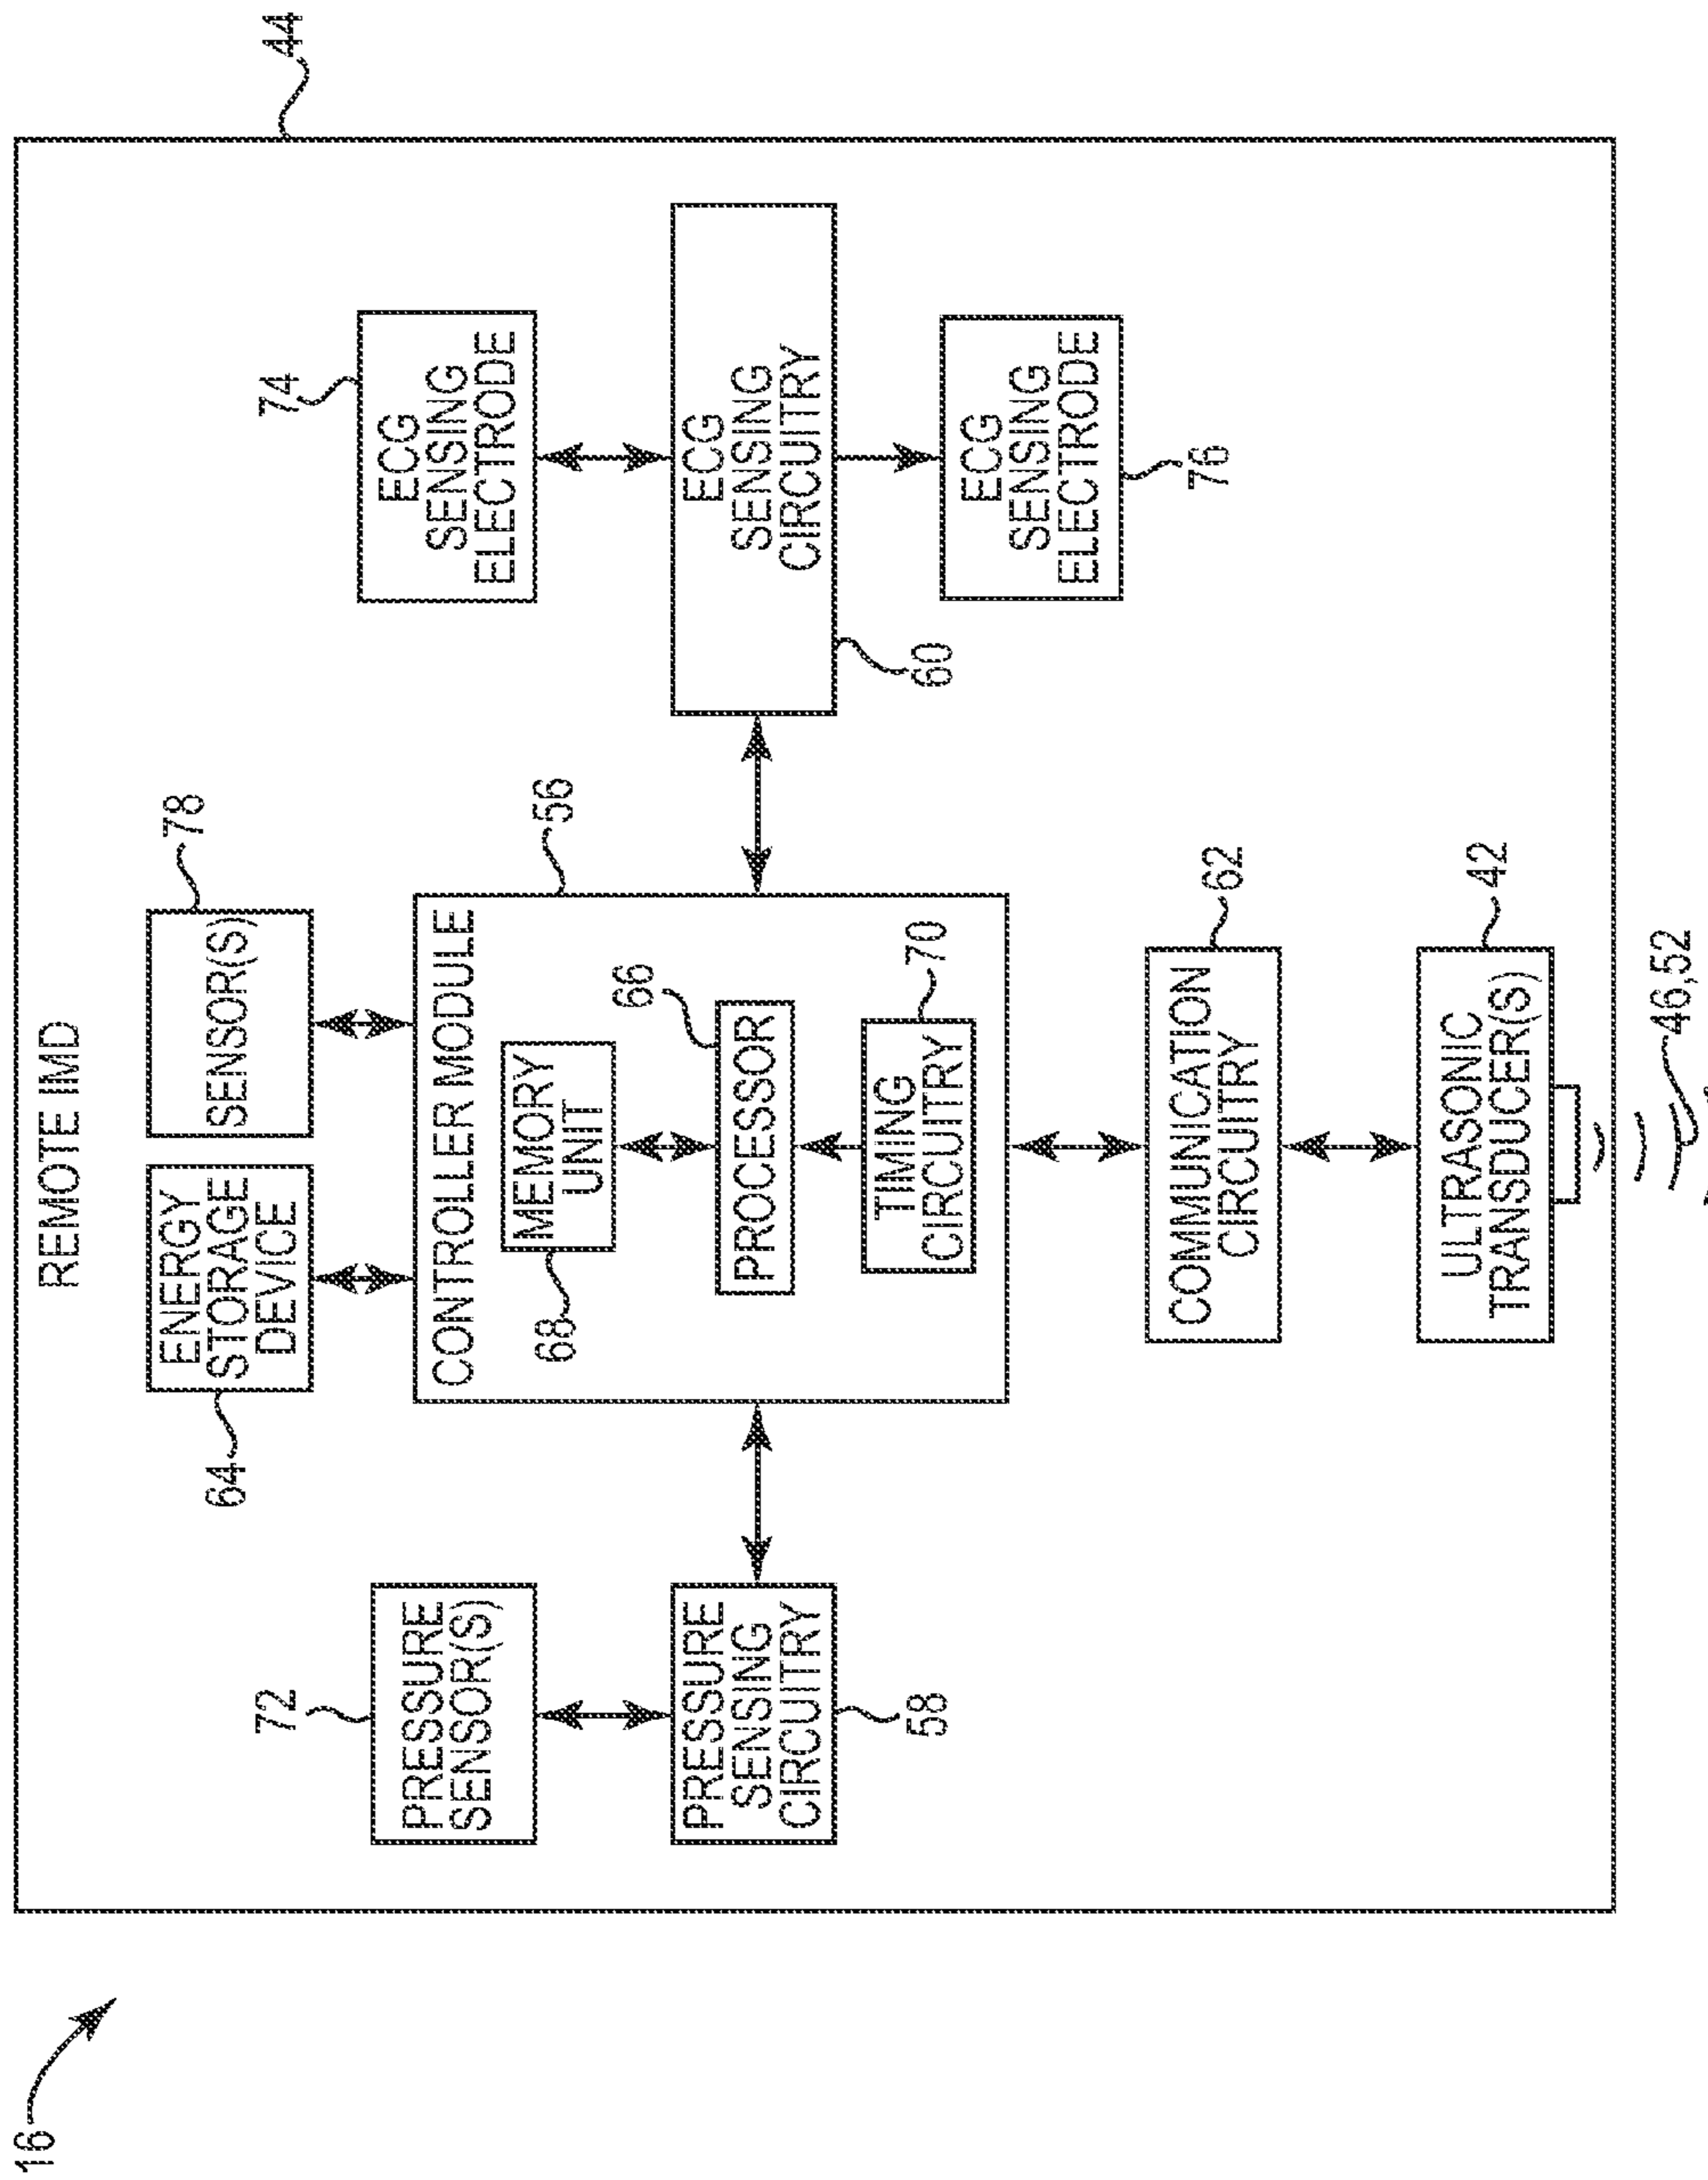 16
REMOTE IMD
44
ENERGY
STORAGE
DEVICE
64
SENSOR(S)
78
72
PRESSURE
SENSOR(S)
74
ECG
SENSING
ELECTRODE
CONTROLLER MODULE
56
MEMORY
UNIT
68
66
PROCESSOR
TIMING
CIRCUITRY
70
PRESSURE
SENSING
CIRCUITRY
58
ECG
SENSING
CIRCUITRY
60
ECG
SENSING
ELECTRODE
76
COMMUNICATION
CIRCUITRY
62
ULTRASONIC
TRANSDUCER(S)
42
46,52